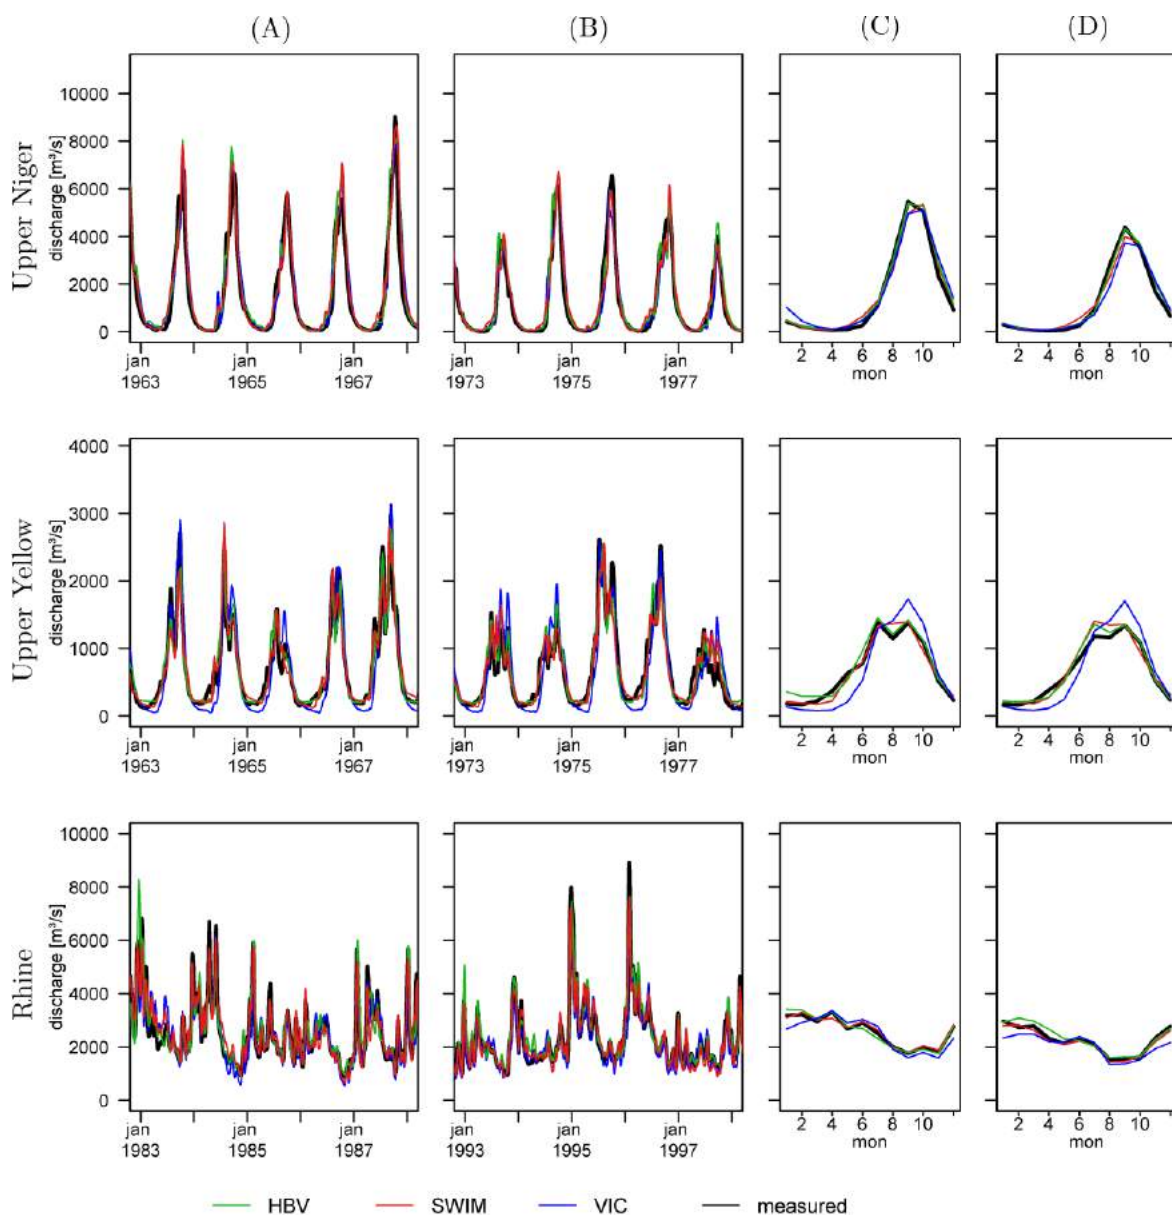 (A) (B) (C) (D)
Upper Niger
discharge [m³/s]
10000
8000
6000
4000
2000
0
jan 1963 jan 1965 jan 1967
jan 1973 jan 1975 jan 1977
2 4 6 8 10
mon
2 4 6 8 10
mon
Upper Yellow
discharge [m³/s]
4000
3000
2000
1000
0
jan 1963 jan 1965 jan 1967
jan 1973 jan 1975 jan 1977
2 4 6 8 10
mon
2 4 6 8 10
mon
Rhine
discharge [m³/s]
10000
8000
6000
4000
2000
0
jan 1983 jan 1985 jan 1987
jan 1993 jan 1995 jan 1997
2 4 6 8 10
mon
2 4 6 8 10
mon
HBV SWIM VIC measured